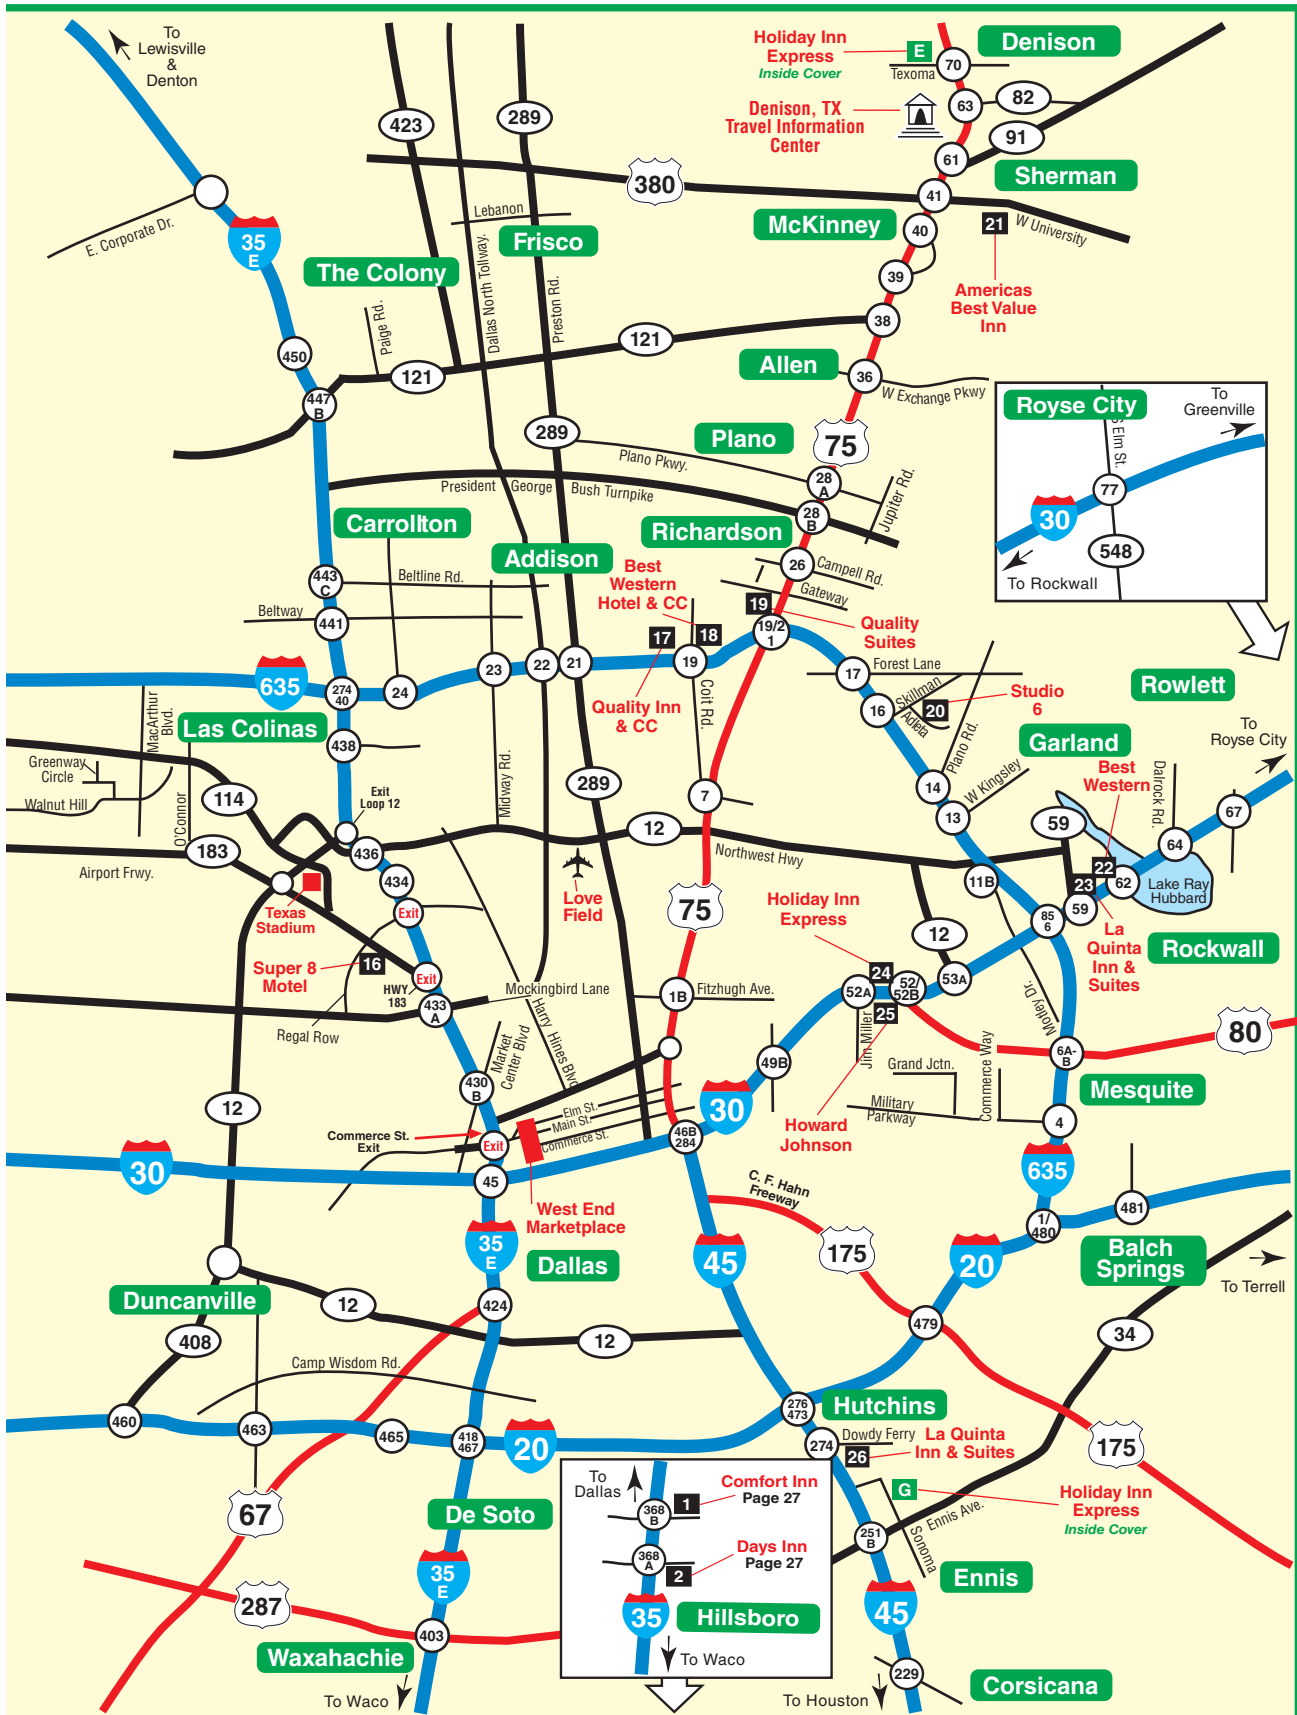 To
Lewisville
&
Denton
423
289
Holiday Inn
Express
Inside Cover
E
Denison
70
Texoma
63
82
Denison, TX
Travel Information
Center
91
61
Sherman
380
41
McKinney
21
W University
40
Lebanon
Frisco
E. Corporate Dr.
35
E
The Colony
Dallas North Tollway.
Preston Rd.
39
Americas
Best Value
Inn
Paige Rd.
38
121
450
121
Allen
36
W Exchange Pkwy
447
B
Royse City
To
Greenville
S Elm St.
77
30
548
To Rockwall
289
Plano
75
Plano Pkwy.
28
A
Jupiter Rd.
President George Bush Turnpike
28
B
Carrollton
Richardson
Addison
Best
Western
Hotel & CC
26
Campell Rd.
Gateway
443
C
Beltline Rd.
Beltway
441
19
Quality
Suites
17
18
19/2
1
635
274
40
24
23
22
21
19
17
Forest Lane
Skillman
Adleta
16
20
Studio
6
Rowlett
Coit Rd.
Quality Inn
& CC
MacArthur
Blvd.
Las Colinas
438
Plano Rd.
Garland
To
Royse City
Greenway
Circle
Walnut Hill
O'Connor
114
Exit
Loop 12
Midway Rd.
289
7
14
W Kingsley
Best
Western
Dalrock Rd.
67
13
59
64
12
183
436
Northwest Hwy
Airport Frwy.
434
Love
Field
11B
22
23
62
Lake Ray
Hubbard
Texas
Stadium
Exit
75
Holiday Inn
Express
59
85
6
12
La
Quinta
Inn &
Suites
Rockwall
Super 8
Motel
16
Exit
HWY
183
24
52A
52/
52B
53A
Mockingbird Lane
1B
Fitzhugh Ave.
433
A
Regal Row
Harry Hines Blvd
Market
Center Blvd
25
Jim Miller
Motley Dr.
80
49B
6A-
B
Grand Jctn.
Commerce Way
430
B
Mesquite
Military
Parkway
30
4
Elm St.
Main St.
Commerce St.
Commerce St.
Exit
Exit
46B
284
Howard
Johnson
30
45
635
C. F. Hahn
Freeway
481
West End
Marketplace
1/
480
35
E
Dallas
45
175
20
Balch
Springs
To Terrell
Duncanville
12
12
424
408
12
479
34
Camp Wisdom Rd.
276
473
Hutchins
460
463
465
418
467
20
274
Dowdy Ferry
26
La Quinta
Inn & Suites
175
To
Dallas
368
B
1
Comfort Inn
Page 27
368
A
2
Days Inn
Page 27
35
Hillsboro
To Waco
G
Holiday Inn
Express
Inside Cover
67
De Soto
251
B
Ennis Ave.
Sonoma
35
E
Ennis
287
45
403
Waxahachie
To Waco
229
To Houston
Corsicana